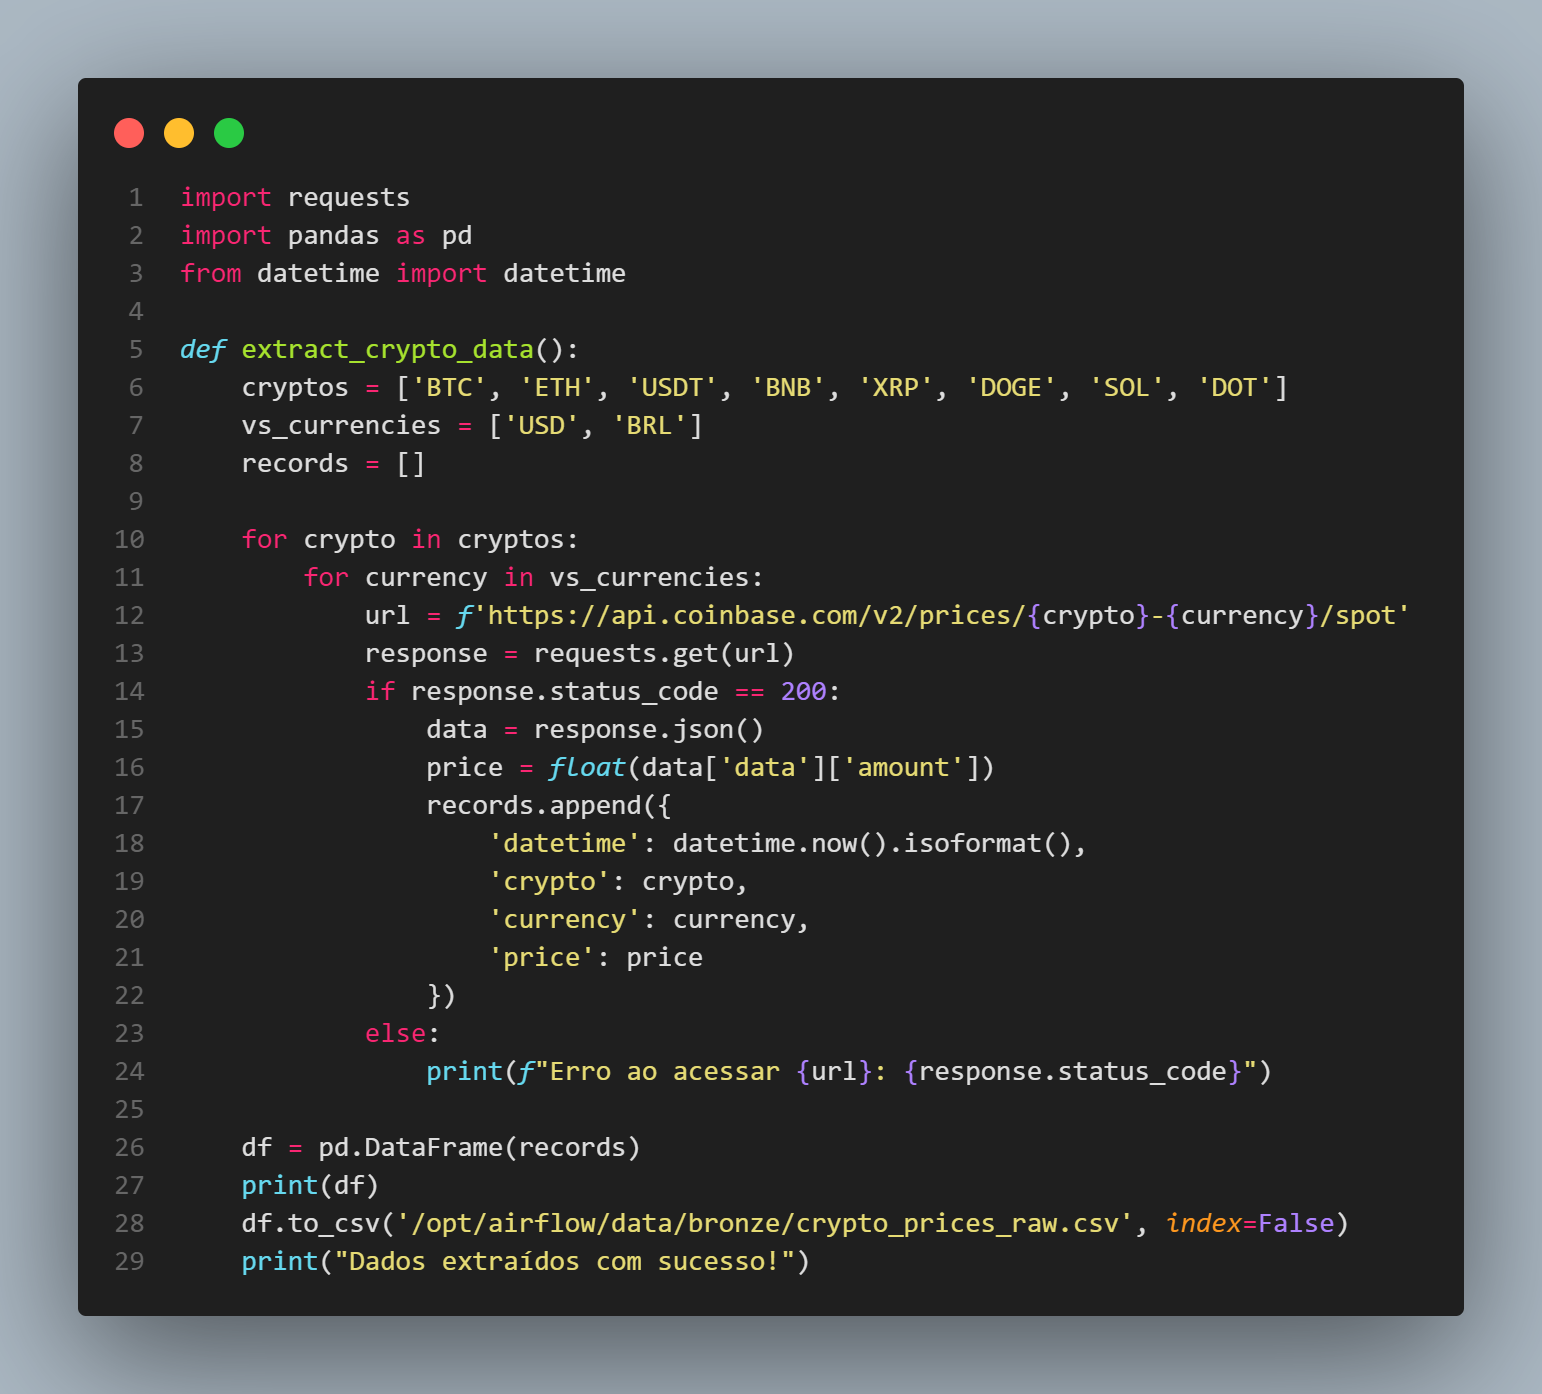 1 import requests
2 import pandas as pd
3 from datetime import datetime
4
5 def extract_crypto_data():
6     cryptos = ['BTC', 'ETH', 'USDT', 'BNB', 'XRP', 'DOGE', 'SOL', 'DOT']
7     vs_currencies = ['USD', 'BRL']
8     records = []
9
10     for crypto in cryptos:
11         for currency in vs_currencies:
12             url = f'https://api.coinbase.com/v2/prices/{crypto}-{currency}/spot'
13             response = requests.get(url)
14             if response.status_code == 200:
15                 data = response.json()
16                 price = float(data['data']['amount'])
17                 records.append({
18                     'datetime': datetime.now().isoformat(),
19                     'crypto': crypto,
20                     'currency': currency,
21                     'price': price
22                 })
23             else:
24                 print(f"Erro ao acessar {url}: {response.status_code}")
25
26     df = pd.DataFrame(records)
27     print(df)
28     df.to_csv('/opt/airflow/data/bronze/crypto_prices_raw.csv', index=False)
29     print("Dados extraídos com sucesso!")